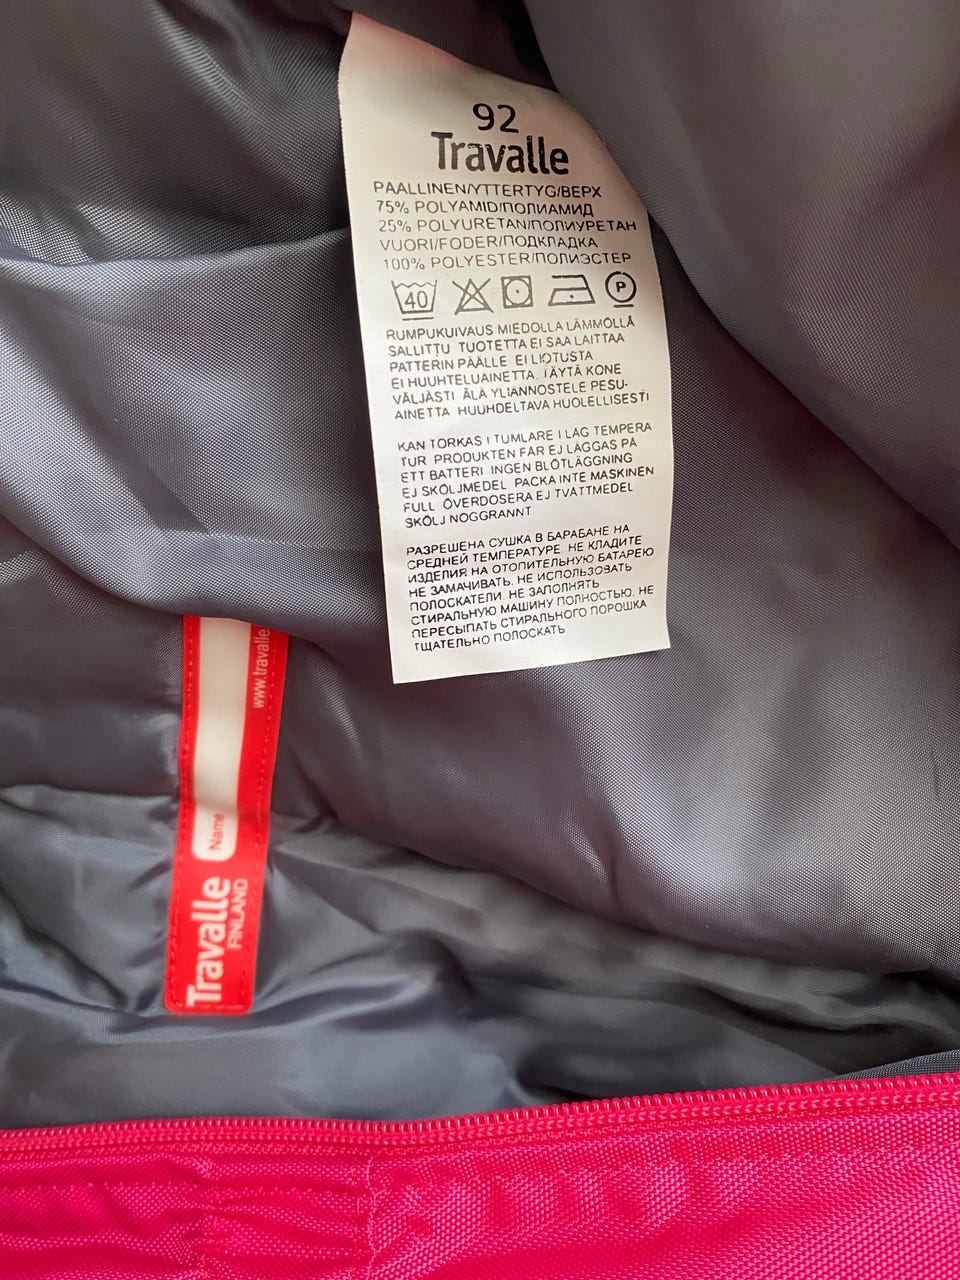 92
Travalle
PÄÄLLINEN/YTTERTYG/ВЕРХ
75% POLYAMID/ПОЛИАМИД
25% POLYURETAN/ПОЛИУРЕТАН
VUORI/FODER/ПОДКЛАДКА
100% POLYESTER/ПОЛИЭСТЕР
40
P
RUMPUKUIVAUS MIEDOLLA LÄMMÖLLÄ
SALLITTU TUOTETTA EI SAA LAITTAA
PATTERIN PÄÄLLE EI LIOTUSTA
EI HUUHTELUAINETTA. TÄYTÄ KONE
VÄLJÄSTI ÄLÄ YLIANNOSTELE PESU-
AINETTA HUUHDELTAVA HUOLELLISESTI
KAN TORKAS I TUMLARE I LÅG TEMPERA
TUR PRODUKTEN FÅR EJ LÄGGAS PÅ
ETT BATTERI INGEN BLÖTLÄGGNING
EJ SKÖLJMEDEL PACKA INTE MASKINEN
FULL ÖVERDOSERA EJ TVÄTTMEDEL
SKÖLJ NOGGRANNT
РАЗРЕШЕНА СУШКА В БАРАБАНЕ НА
СРЕДНЕЙ ТЕМПЕРАТУРЕ. НЕ КЛАДИТЕ
ИЗДЕЛИЯ НА ОТОПИТЕЛЬНУЮ БАТАРЕЮ
НЕ ЗАМАЧИВАТЬ. НЕ ИСПОЛЬЗОВАТЬ
ПОЛОСКАТЕЛИ. НЕ ЗАПОЛНЯТЬ
СТИРАЛЬНУЮ МАШИНУ ПОЛНОСТЬЮ. НЕ
ПЕРЕСЫПАТЬ СТИРАЛЬНОГО ПОРОШКА
ТЩАТЕЛЬНО ПОЛОСКАТЬ
www.travalle
Name
Travalle
FINLAND